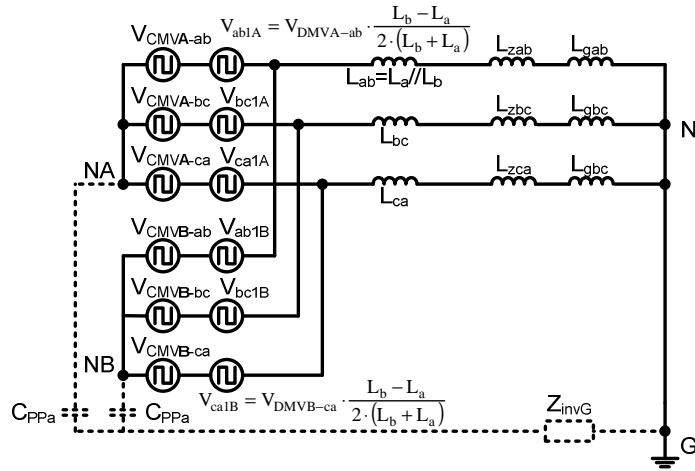 V_CMVA-ab V_ab1A = V_DMVA−ab · (L_b − L_a) / (2·(L_b + L_a))
L_ab=L_a//L_b L_zab L_gab
V_CMVA-bc V_bc1A L_bc L_zbc L_gbc N
V_CMVA-ca V_ca1A L_ca L_zca L_gbc
NA
V_CMVB-ab V_ab1B
V_CMVB-bc V_bc1B
V_CMVB-ca
NB
V_ca1B = V_DMVB−ca · (L_b − L_a) / (2·(L_b + L_a))
C_PPa C_PPa Z_invG
G